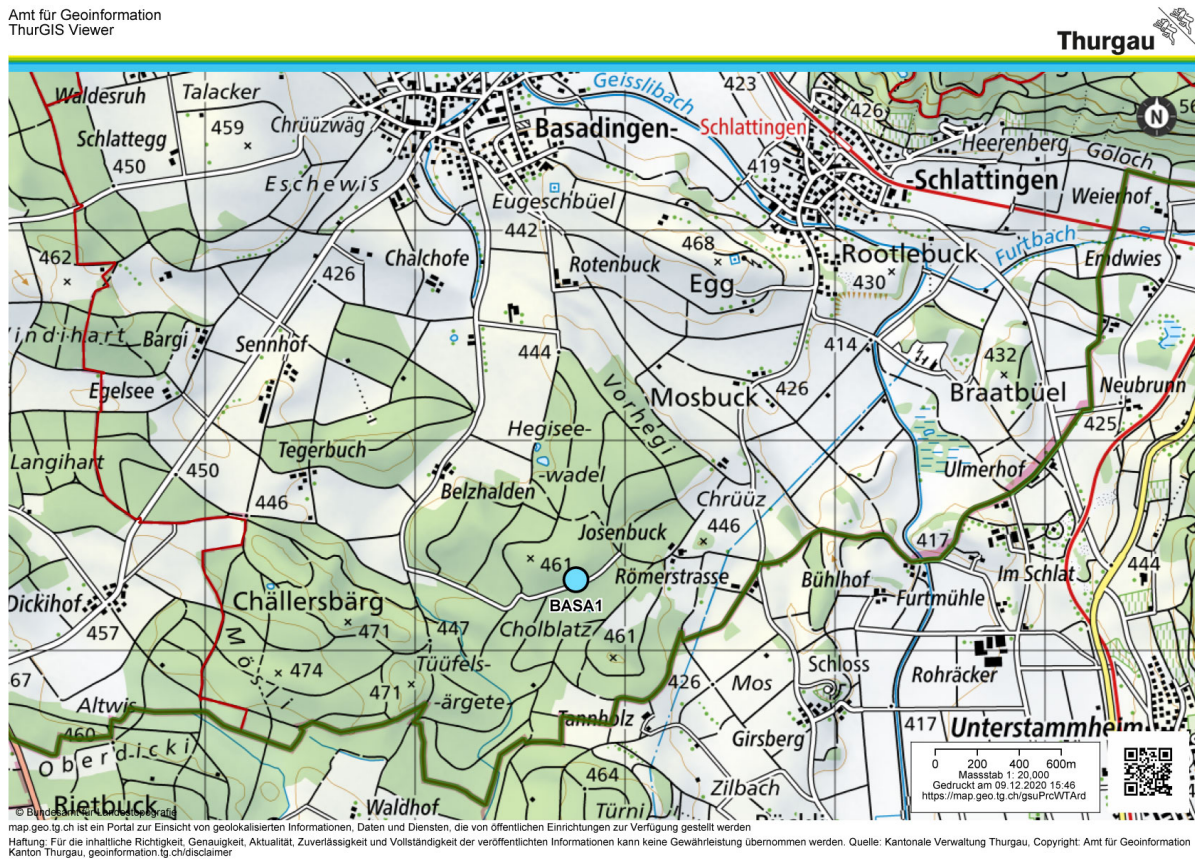 Amt für Geoinformation
ThurGIS Viewer
Thurgau
Waldesruh
Talacker
Geisslibach
423
426
56
N
Schlattegg
459
Chrüüzwäg
Basadingen-
Schlattingen
Heerenberg
Göloch
450
419
Eschewis
Eugeschbüel
-Schlattingen
Weierhof
442
462
426
Chalchofe
Rotenbuck
468
Rootlebuck
Furtbach
Emdwies
Egg
430
Bargi
Sennhof
444
414
432
Egelsee
Vorhegi
Mosbuck
426
Braatbüel
Neubrunn
Hegisee-
425
Langihart
Tegerbuch
-wadel
450
446
Belzhalden
Chrüüz
Ulmerhof
Josenbuck
446
417
461
Römerstrasse
Bühlhof
Im Schlat
444
Dickihof
Challersbärg
BASA1
Furtmühle
457
471
447
Cholblatz
461
Mösli
474
Tüüfels-
Schloss
Rohräcker
67
471
-ärgete
426
Mos
Altwis
Tannholz
417
Unterstammheim
460
Girsberg
Oberdicki
464
Zilbach
0 200 400 600m
Massstab 1: 20,000
Gedruckt am 09.12.2020 15:46
https://map.geo.tg.ch/gsuPrcWTArd
Rietbuck
Waldhof
© Bundesamt für Landestopografie
map.geo.tg.ch ist ein Portal zur Einsicht von geolokalisierten Informationen, Daten und Diensten, die von öffentlichen Einrichtungen zur Verfügung gestellt werden
Haftung: Für die inhaltliche Richtigkeit, Genauigkeit, Aktualität, Zuverlässigkeit und Vollständigkeit der veröffentlichten Informationen kann keine Gewährleistung übernommen werden. Quelle: Kantonale Verwaltung Thurgau, Copyright: Amt für Geoinformation
Kanton Thurgau, geoinformation.tg.ch/disclaimer